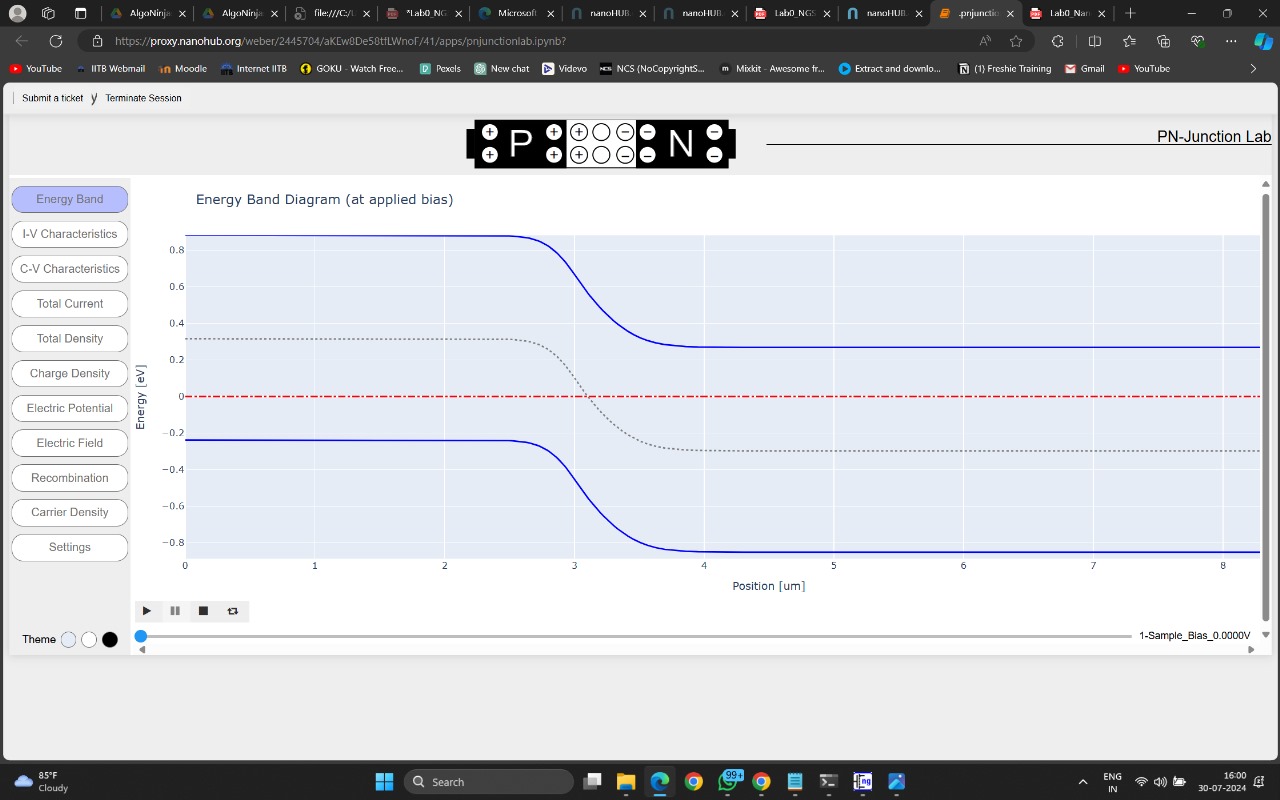 AlgoNinja
AlgoNinja
file:///C:/L
*Lab0_NG
Microsoft
nanoHUB.
nanoHUB.
Lab0_NGS
nanoHUB.
.pnjunctio
Lab0_Nan
https://proxy.nanohub.org/weber/2445704/aKEw8De58tfLWnoF/41/apps/pnjunctionlab.ipynb?
YouTube
IITB Webmail
Moodle
Internet IITB
GOKU - Watch Free...
Pexels
New chat
Videvo
NCS (NoCopyrightS...
Mixkit - Awesome fr...
Extract and downlo...
(1) Freshie Training
Gmail
YouTube
Submit a ticket
Terminate Session
P
N
PN-Junction Lab
Energy Band
I-V Characteristics
C-V Characteristics
Total Current
Total Density
Charge Density
Electric Potential
Electric Field
Recombination
Carrier Density
Settings
Theme
Energy Band Diagram (at applied bias)
Energy [eV]
0.8
0.6
0.4
0.2
0
−0.2
−0.4
−0.6
−0.8
0 1 2 3 4 5 6 7 8
Position [um]
1-Sample_Bias_0.0000V
85°F
Cloudy
Search
99+
ENG
IN
16:00
30-07-2024